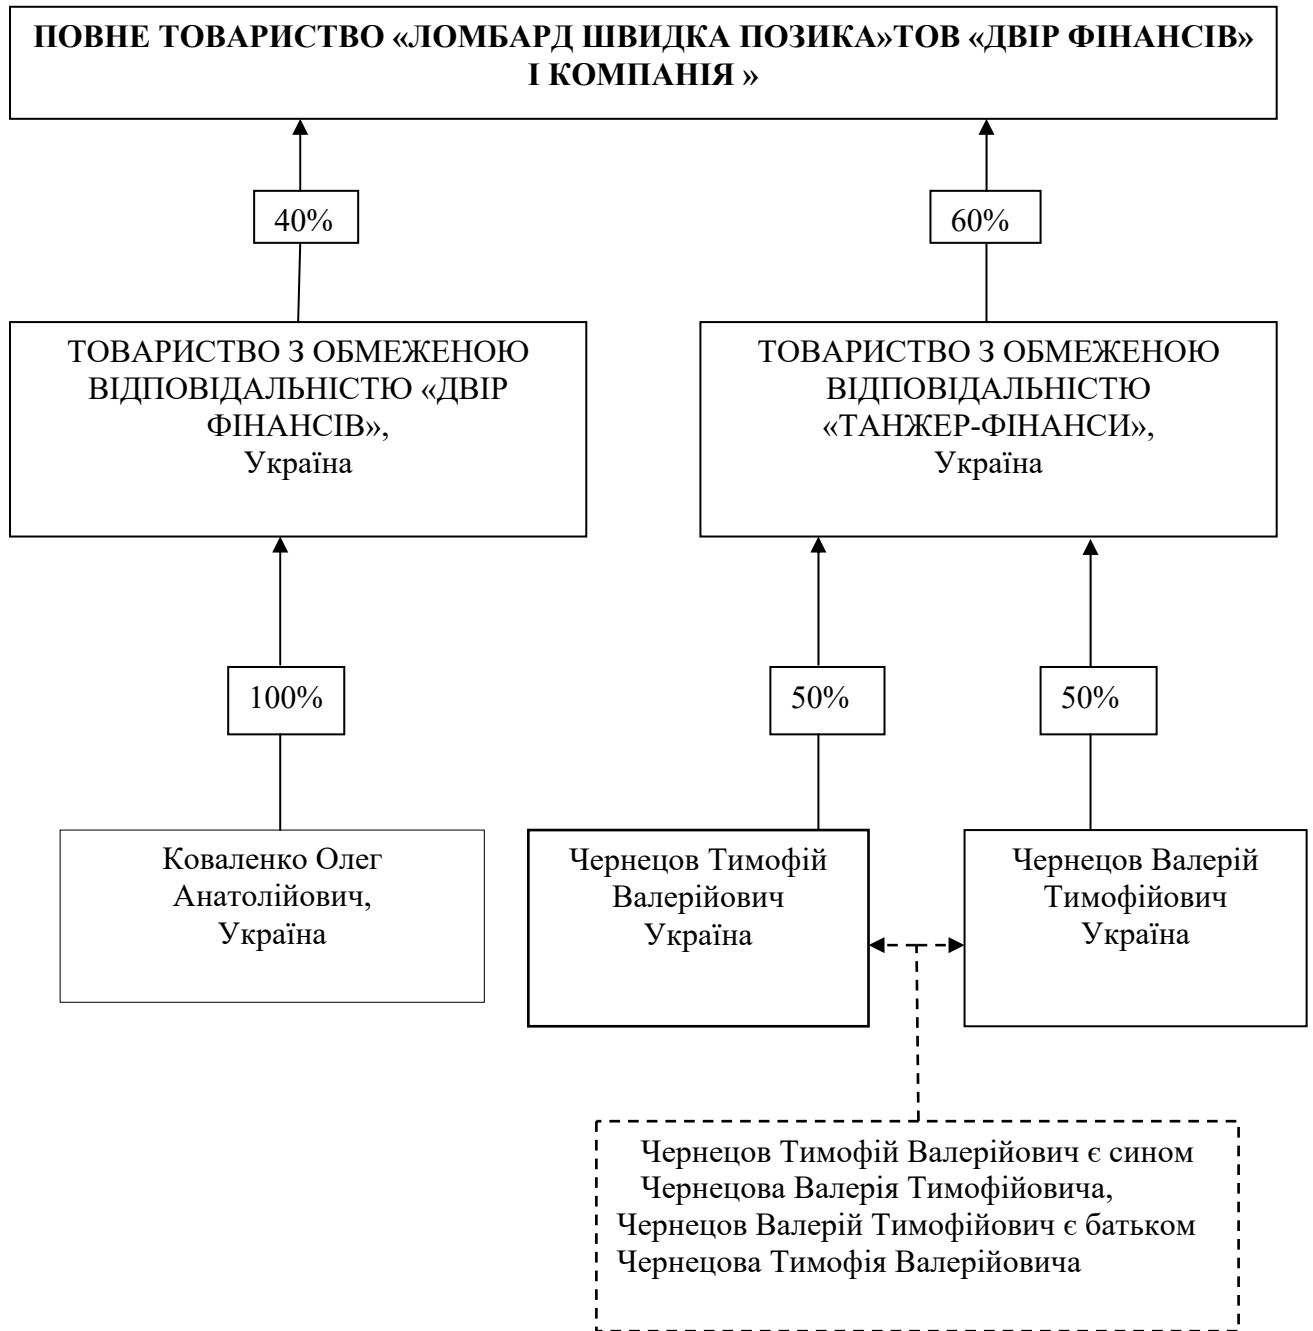 ПОВНЕ ТОВАРИСТВО «ЛОМБАРД ШВИДКА ПОЗИКА»ТОВ «ДВІР ФІНАНСІВ»
І КОМПАНІЯ »
40%
60%
ТОВАРИСТВО З ОБМЕЖЕНОЮ
ВІДПОВІДАЛЬНІСТЮ «ДВІР
ФІНАНСІВ»,
Україна
ТОВАРИСТВО З ОБМЕЖЕНОЮ
ВІДПОВІДАЛЬНІСТЮ
«ТАНЖЕР-ФІНАНСИ»,
Україна
100%
50%
50%
Коваленко Олег
Анатолійович,
Україна
Чернецов Тимофій
Валерійович
Україна
Чернецов Валерій
Тимофійович
Україна
Чернецов Тимофій Валерійович є сином
Чернецова Валерія Тимофійовича,
Чернецов Валерій Тимофійович є батьком
Чернецова Тимофія Валерійовича